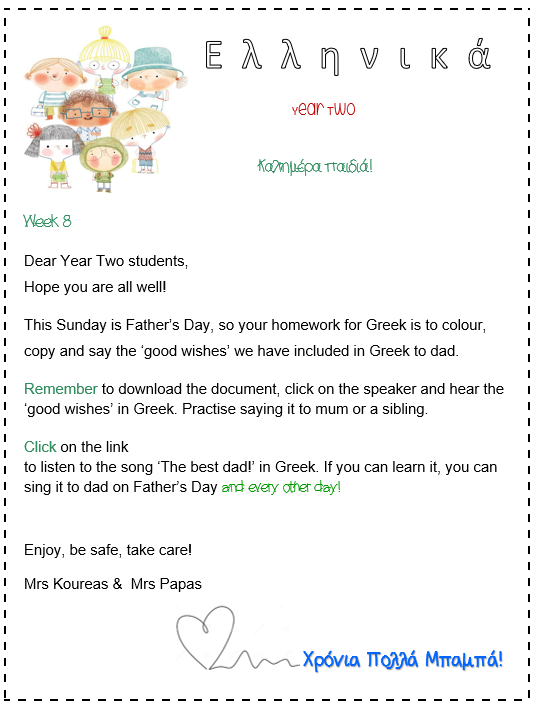 Ελληνικά
Year Two
Καλημέρα παιδιά!
Week 8
Dear Year Two students,
Hope you are all well!
This Sunday is Father's Day, so your homework for Greek is to colour,
copy and say the ‘good wishes’ we have included in Greek to dad.
Remember to download the document, click on the speaker and hear the
‘good wishes’ in Greek. Practise saying it to mum or a sibling.
Click on the link
to listen to the song ‘The best dad!’ in Greek. If you can learn it, you can
sing it to dad on Father's Day and every other day!
Enjoy, be safe, take care!
Mrs Koureas &  Mrs Papas
Χρόνια Πολλά Μπαμπά!